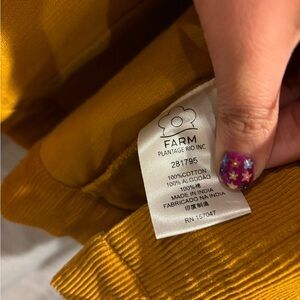 FARM
PLANTAGE RIO INC
281795
100%COTTON
100% ALGODÃO
100%棉
MADE IN INDIA
FABRICADO NA INDIA
印度制造
RN 157047